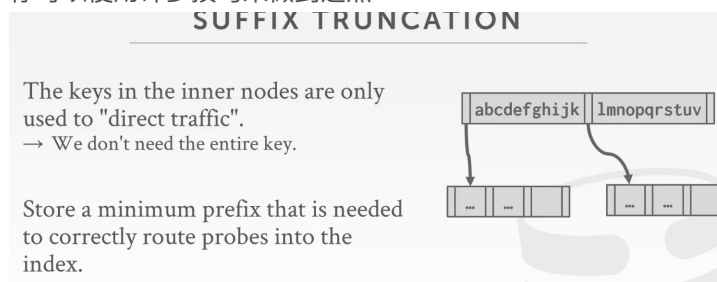 SUFFIX TRUNCATION
The keys in the inner nodes are only
used to "direct traffic".
→ We don't need the entire key.
Store a minimum prefix that is needed
to correctly route probes into the
index.
abcdefghijk lmnopqrstuv
... ... ... ...